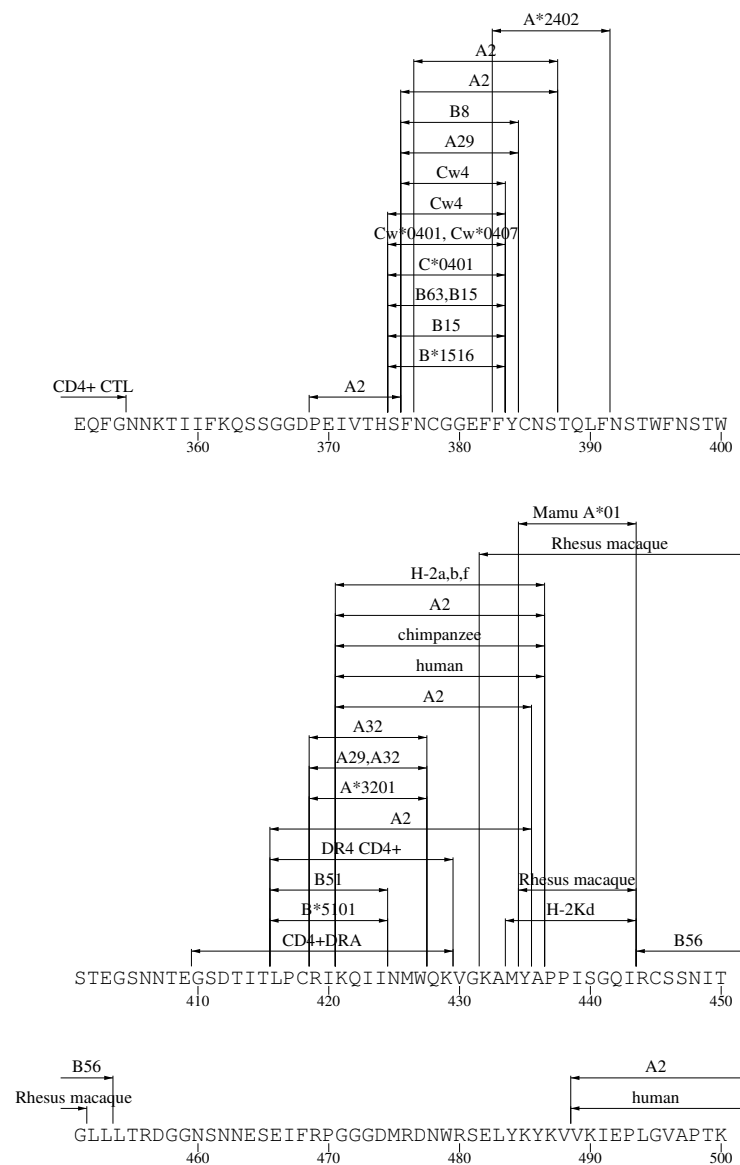 A*2402
A2
A2
B8
A29
Cw4
Cw4
Cw*0401, Cw*0407
C*0401
B63,B15
B15
B*1516
CD4+ CTL
A2
EQFGNNKTIIFKQSSGGDPEIVTHSFNCGGEFFYCNSTQLFNSTWFNSTW
360 370 380 390 400
Mamu A*01
Rhesus macaque
H-2a,b,f
A2
chimpanzee
human
A2
A32
A29,A32
A*3201
A2
DR4 CD4+
B51 Rhesus macaque
B*5101 H-2Kd
CD4+DRA B56
STEGSNNTEGSDTITLPCRIKQIINMWQKVGKAMYAPPISGQIRCSSNIT
410 420 430 440 450
B56 A2
Rhesus macaque human
GLLLTRDGGNSNNESEIFRPGGGDMRDNWRSELYKYKVVKIEPLGVAPTK
460 470 480 490 500